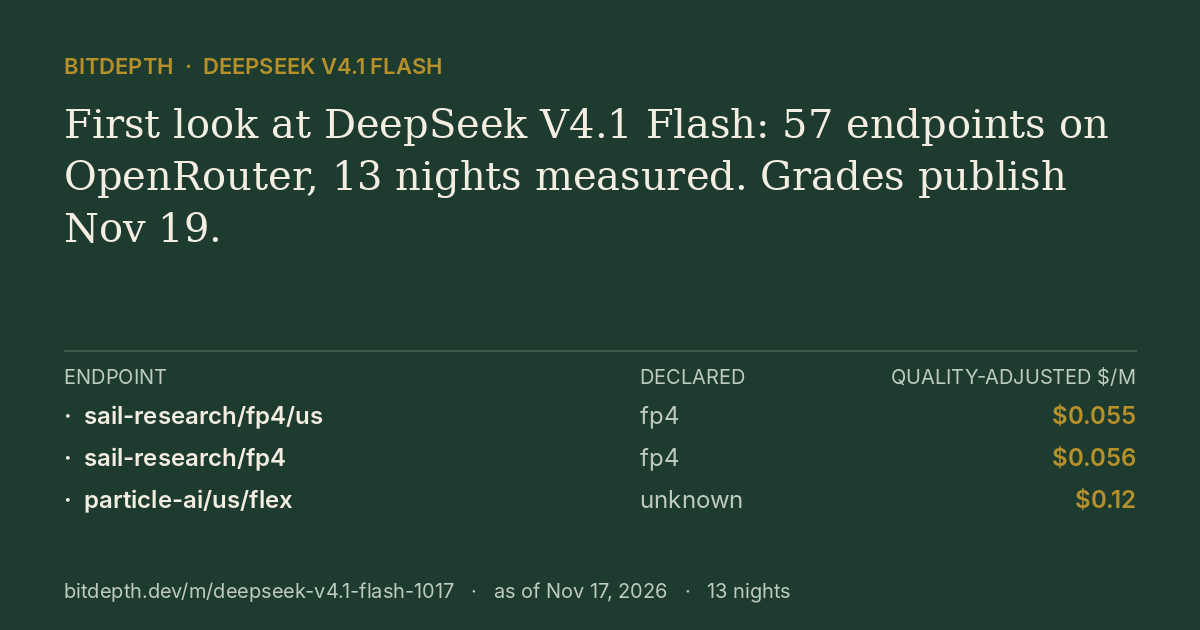 BITDEPTH · DEEPSEEK V4.1 FLASH
First look at DeepSeek V4.1 Flash: 57 endpoints on
OpenRouter, 13 nights measured. Grades publish
Nov 19.
ENDPOINT DECLARED QUALITY-ADJUSTED $/M
· sail-research/fp4/us fp4 $0.055
· sail-research/fp4 fp4 $0.056
· particle-ai/us/flex unknown $0.12
bitdepth.dev/m/deepseek-v4.1-flash-1017 · as of Nov 17, 2026 · 13 nights